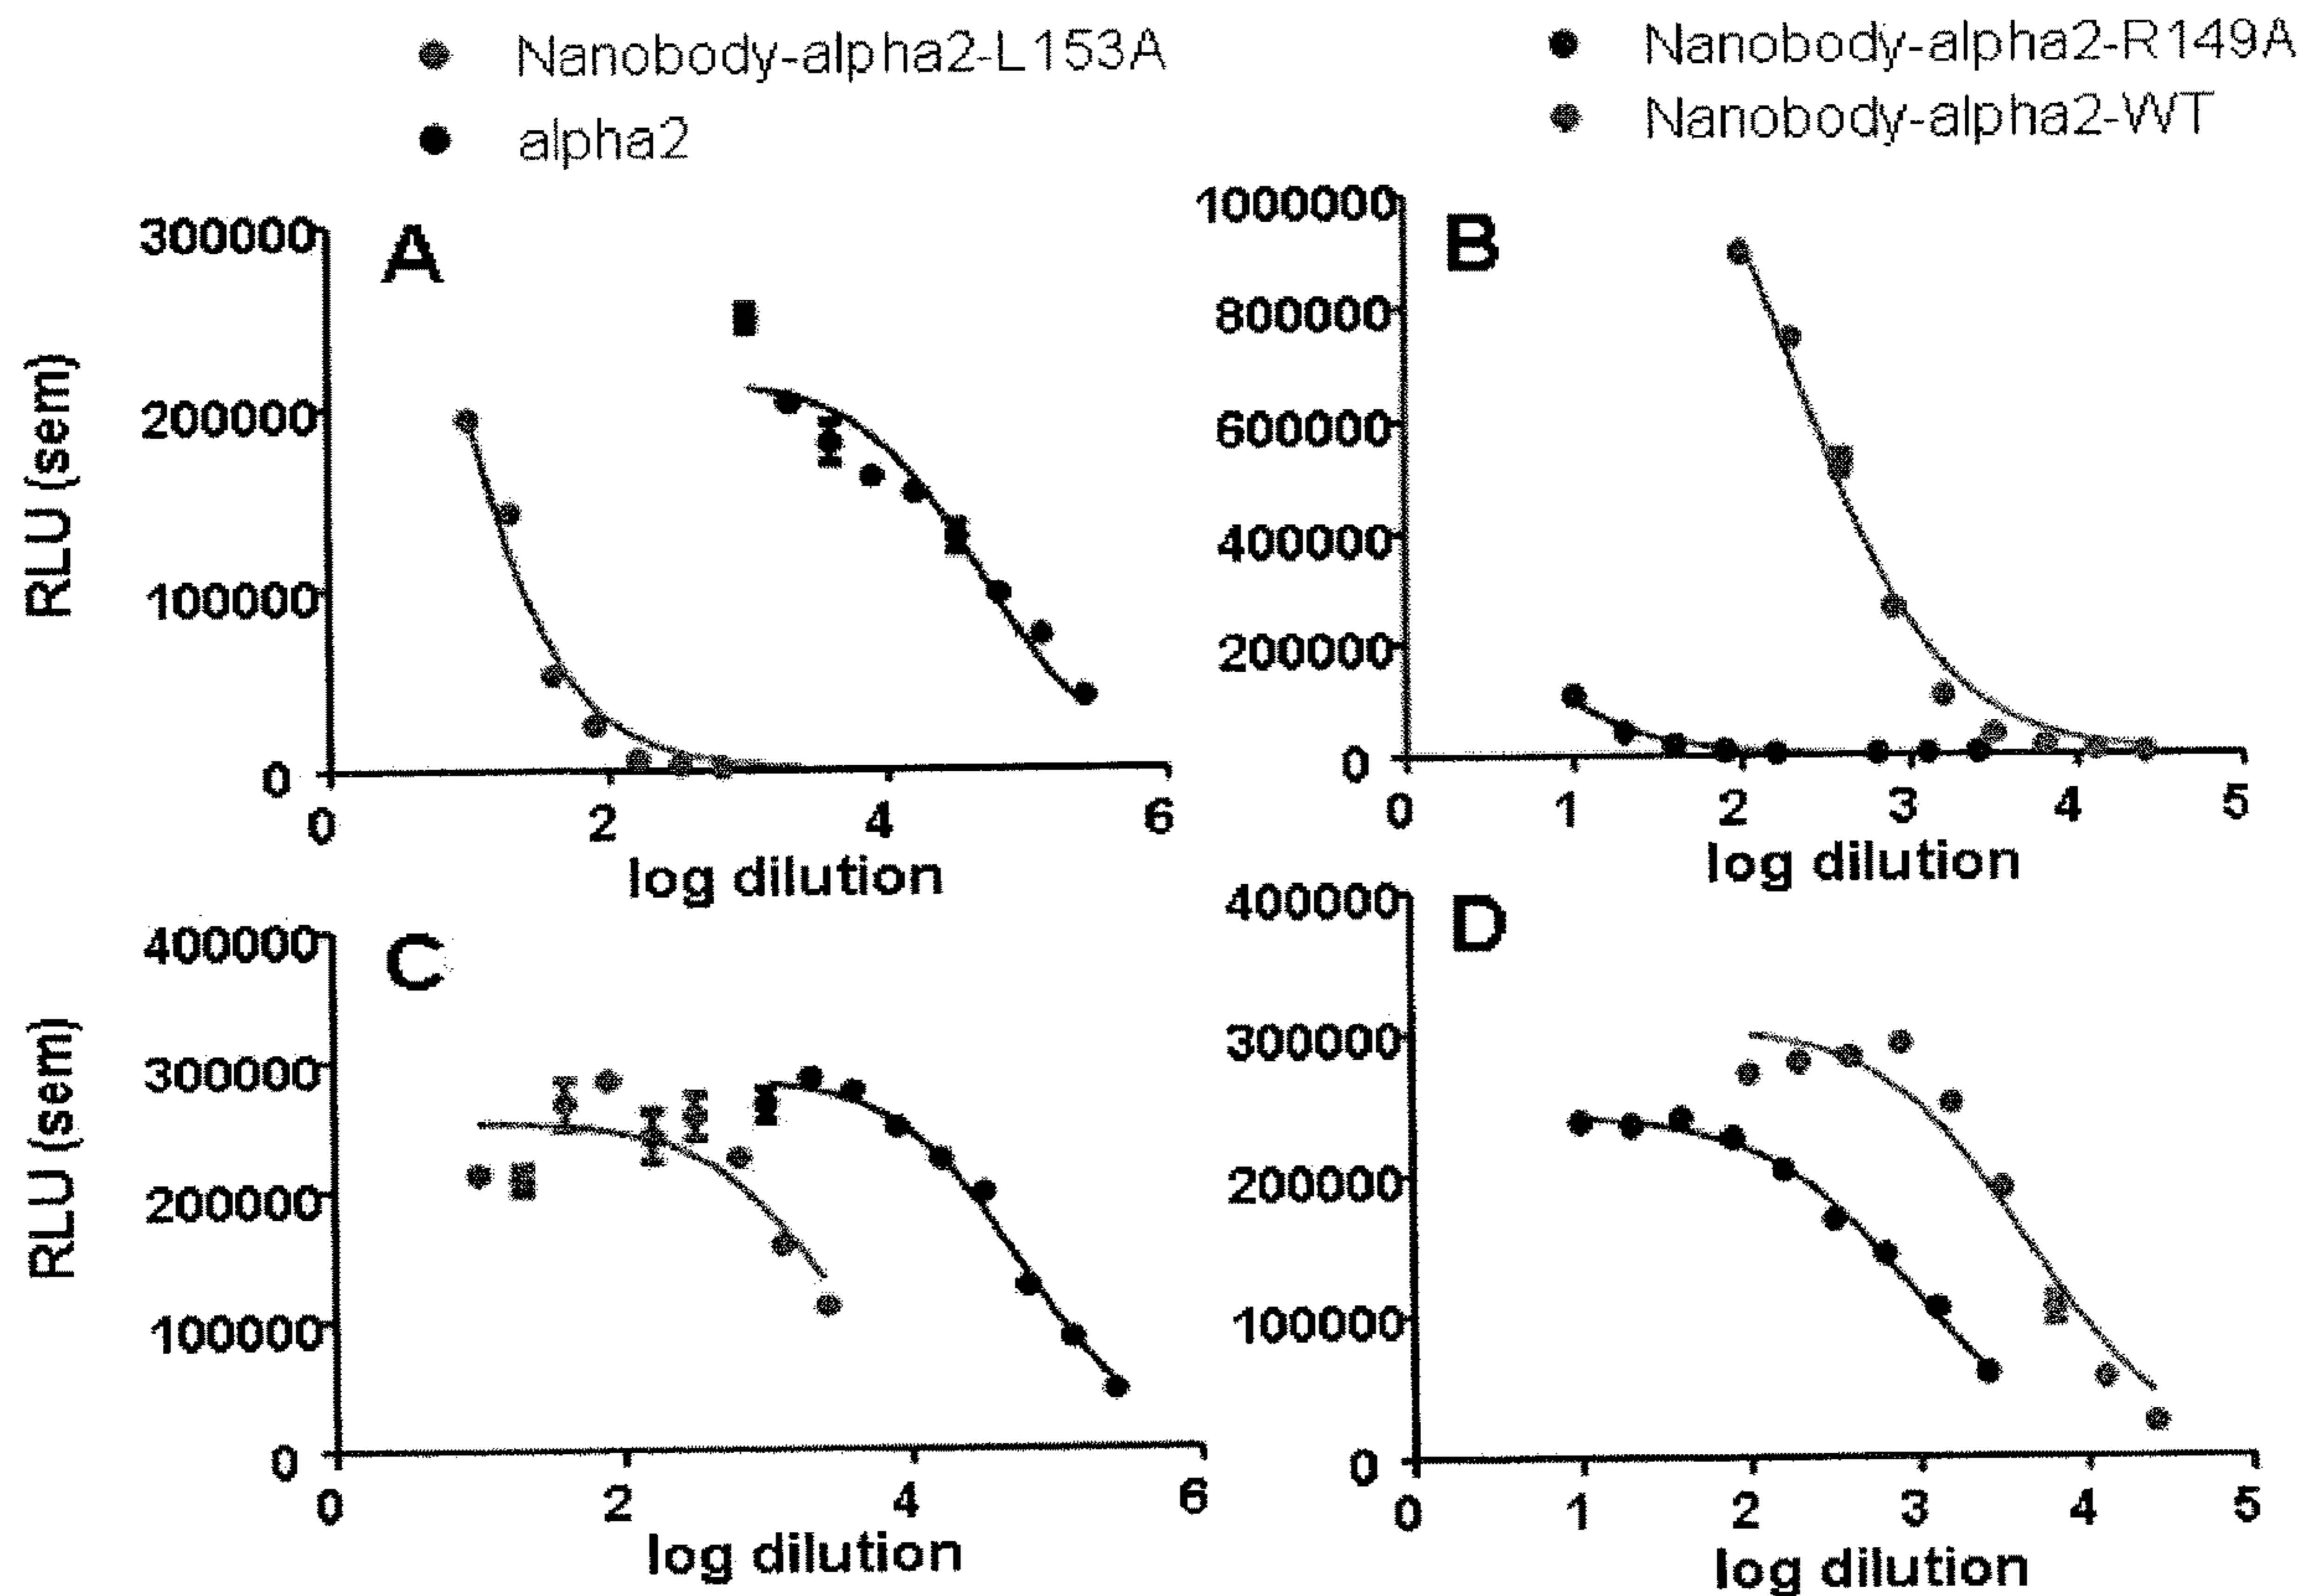 Nanobody-alpha2-L153A
alpha2
Nanobody-alpha2-R149A
Nanobody-alpha2-WT
A
RLU (sem)
300000
200000
100000
0
0 2 4 6
log dilution
B
1000000
800000
600000
400000
200000
0
0 1 2 3 4 5
log dilution
C
RLU (sem)
400000
300000
200000
100000
0
0 2 4 6
log dilution
D
400000
300000
200000
100000
0
0 1 2 3 4 5
log dilution